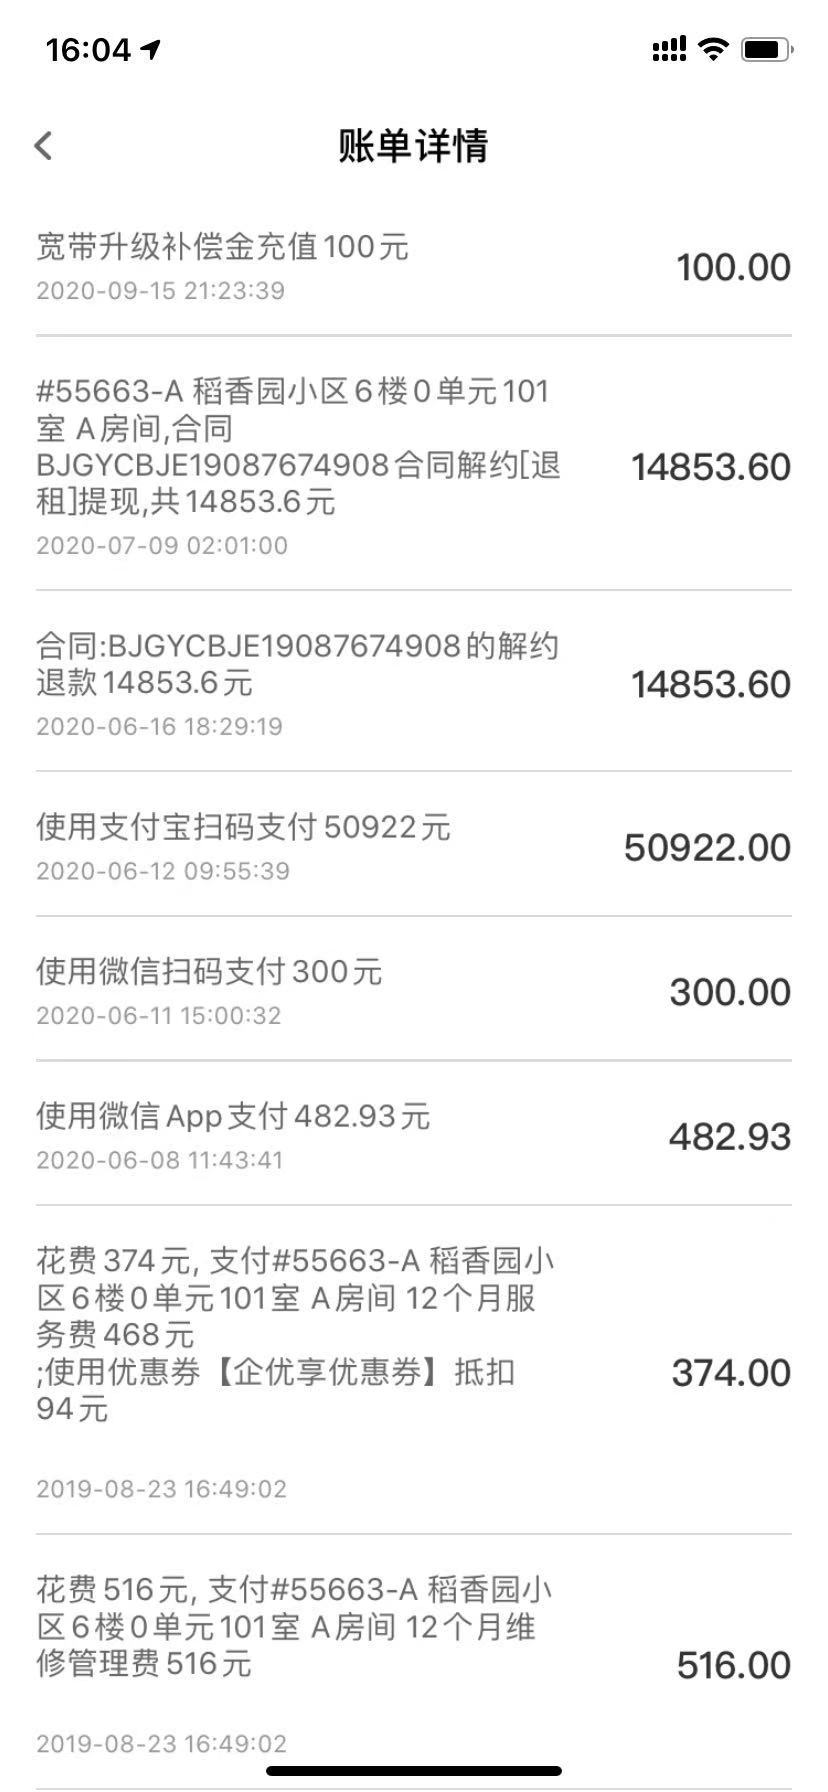 16:04
账单详情
宽带升级补偿金充值100元
100.00
2020-09-15 21:23:39
#55663-A 稻香园小区6楼0单元101
室 A房间,合同
BJGYCBJE19087674908合同解约[退
租]提现,共14853.6元
14853.60
2020-07-09 02:01:00
合同:BJGYCBJE19087674908的解约
退款14853.6元
14853.60
2020-06-16 18:29:19
使用支付宝扫码支付50922元
50922.00
2020-06-12 09:55:39
使用微信扫码支付300元
300.00
2020-06-11 15:00:32
使用微信App支付482.93元
482.93
2020-06-08 11:43:41
花费374元, 支付#55663-A 稻香园小
区6楼0单元101室 A房间 12个月服
务费468元
;使用优惠券【企优享优惠券】抵扣
94元
374.00
2019-08-23 16:49:02
花费516元, 支付#55663-A 稻香园小
区6楼0单元101室 A房间 12个月维
修管理费516元
516.00
2019-08-23 16:49:02